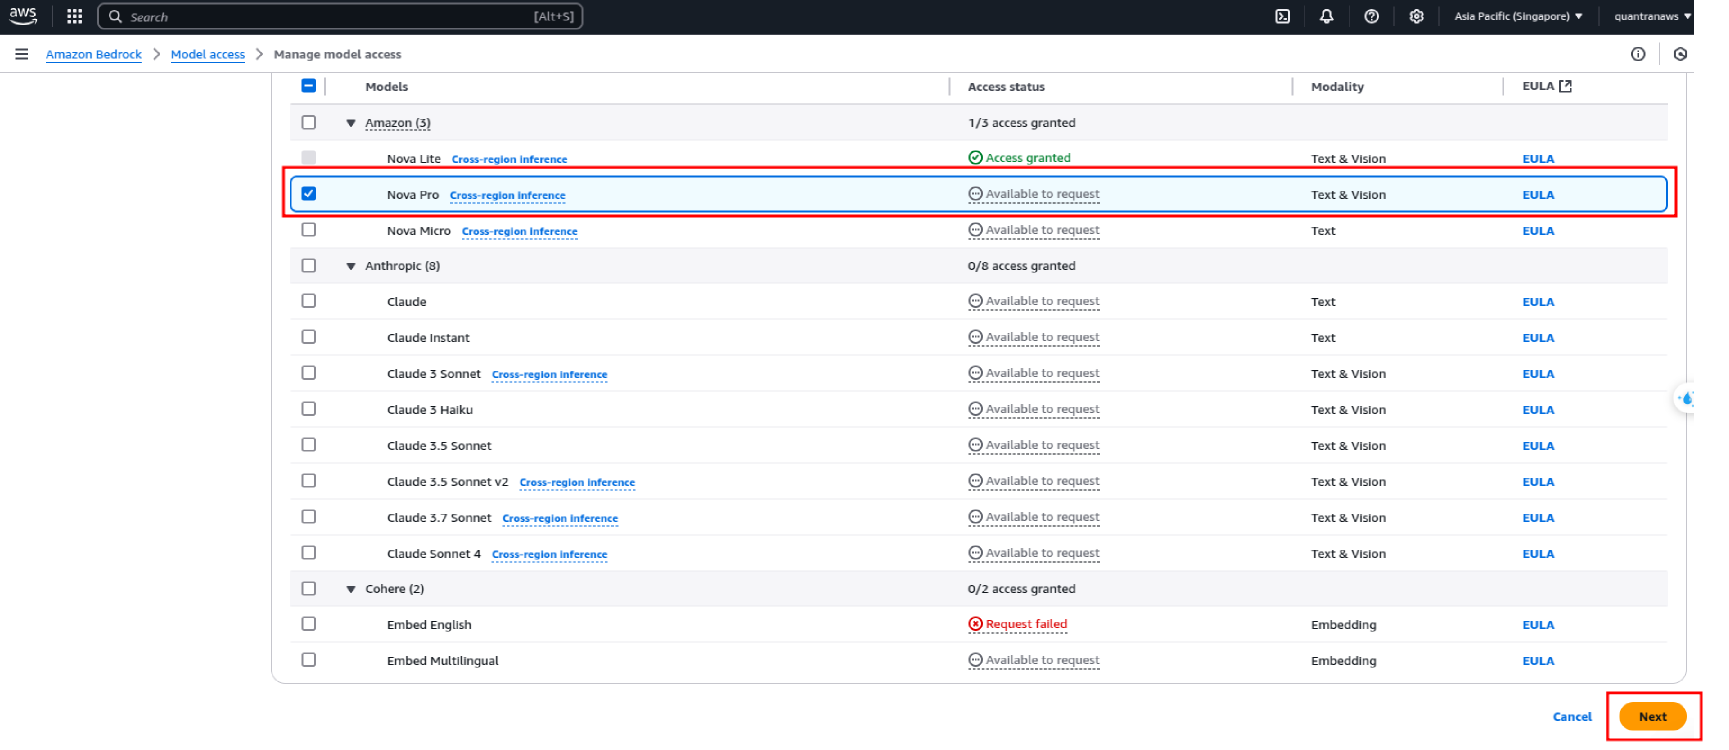 aws Search [Alt+S] Asia Pacific (Singapore) quantranaws
Amazon Bedrock Model access Manage model access
Models Access status Modality EULA
Amazon (3) 1/3 access granted
Nova Lite Cross-region inference Access granted Text & Vision EULA
Nova Pro Cross-region inference Available to request Text & Vision EULA
Nova Micro Cross-region inference Available to request Text EULA
Anthropic (8) 0/8 access granted
Claude Available to request Text EULA
Claude Instant Available to request Text EULA
Claude 3 Sonnet Cross-region inference Available to request Text & Vision EULA
Claude 3 Haiku Available to request Text & Vision EULA
Claude 3.5 Sonnet Available to request Text & Vision EULA
Claude 3.5 Sonnet v2 Cross-region inference Available to request Text & Vision EULA
Claude 3.7 Sonnet Cross-region inference Available to request Text & Vision EULA
Claude Sonnet 4 Cross-region inference Available to request Text & Vision EULA
Cohere (2) 0/2 access granted
Embed English Request failed Embedding EULA
Embed Multilingual Available to request Embedding EULA
Cancel Next